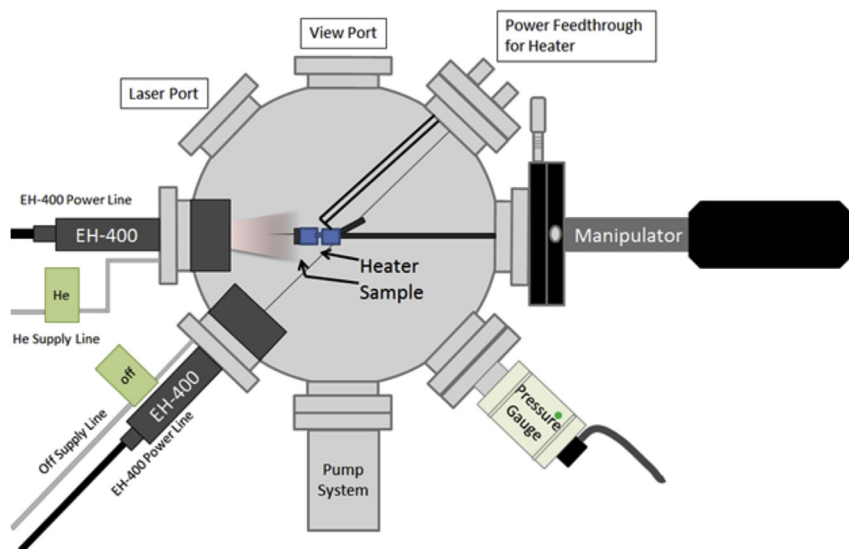 View Port
Power Feedthrough
for Heater
Laser Port
EH-400 Power Line
EH-400
Manipulator
Heater
Sample
He
He Supply Line
off
EH-400
Off Supply Line
EH-400 Power Line
Pressure
Gauge
Pump
System